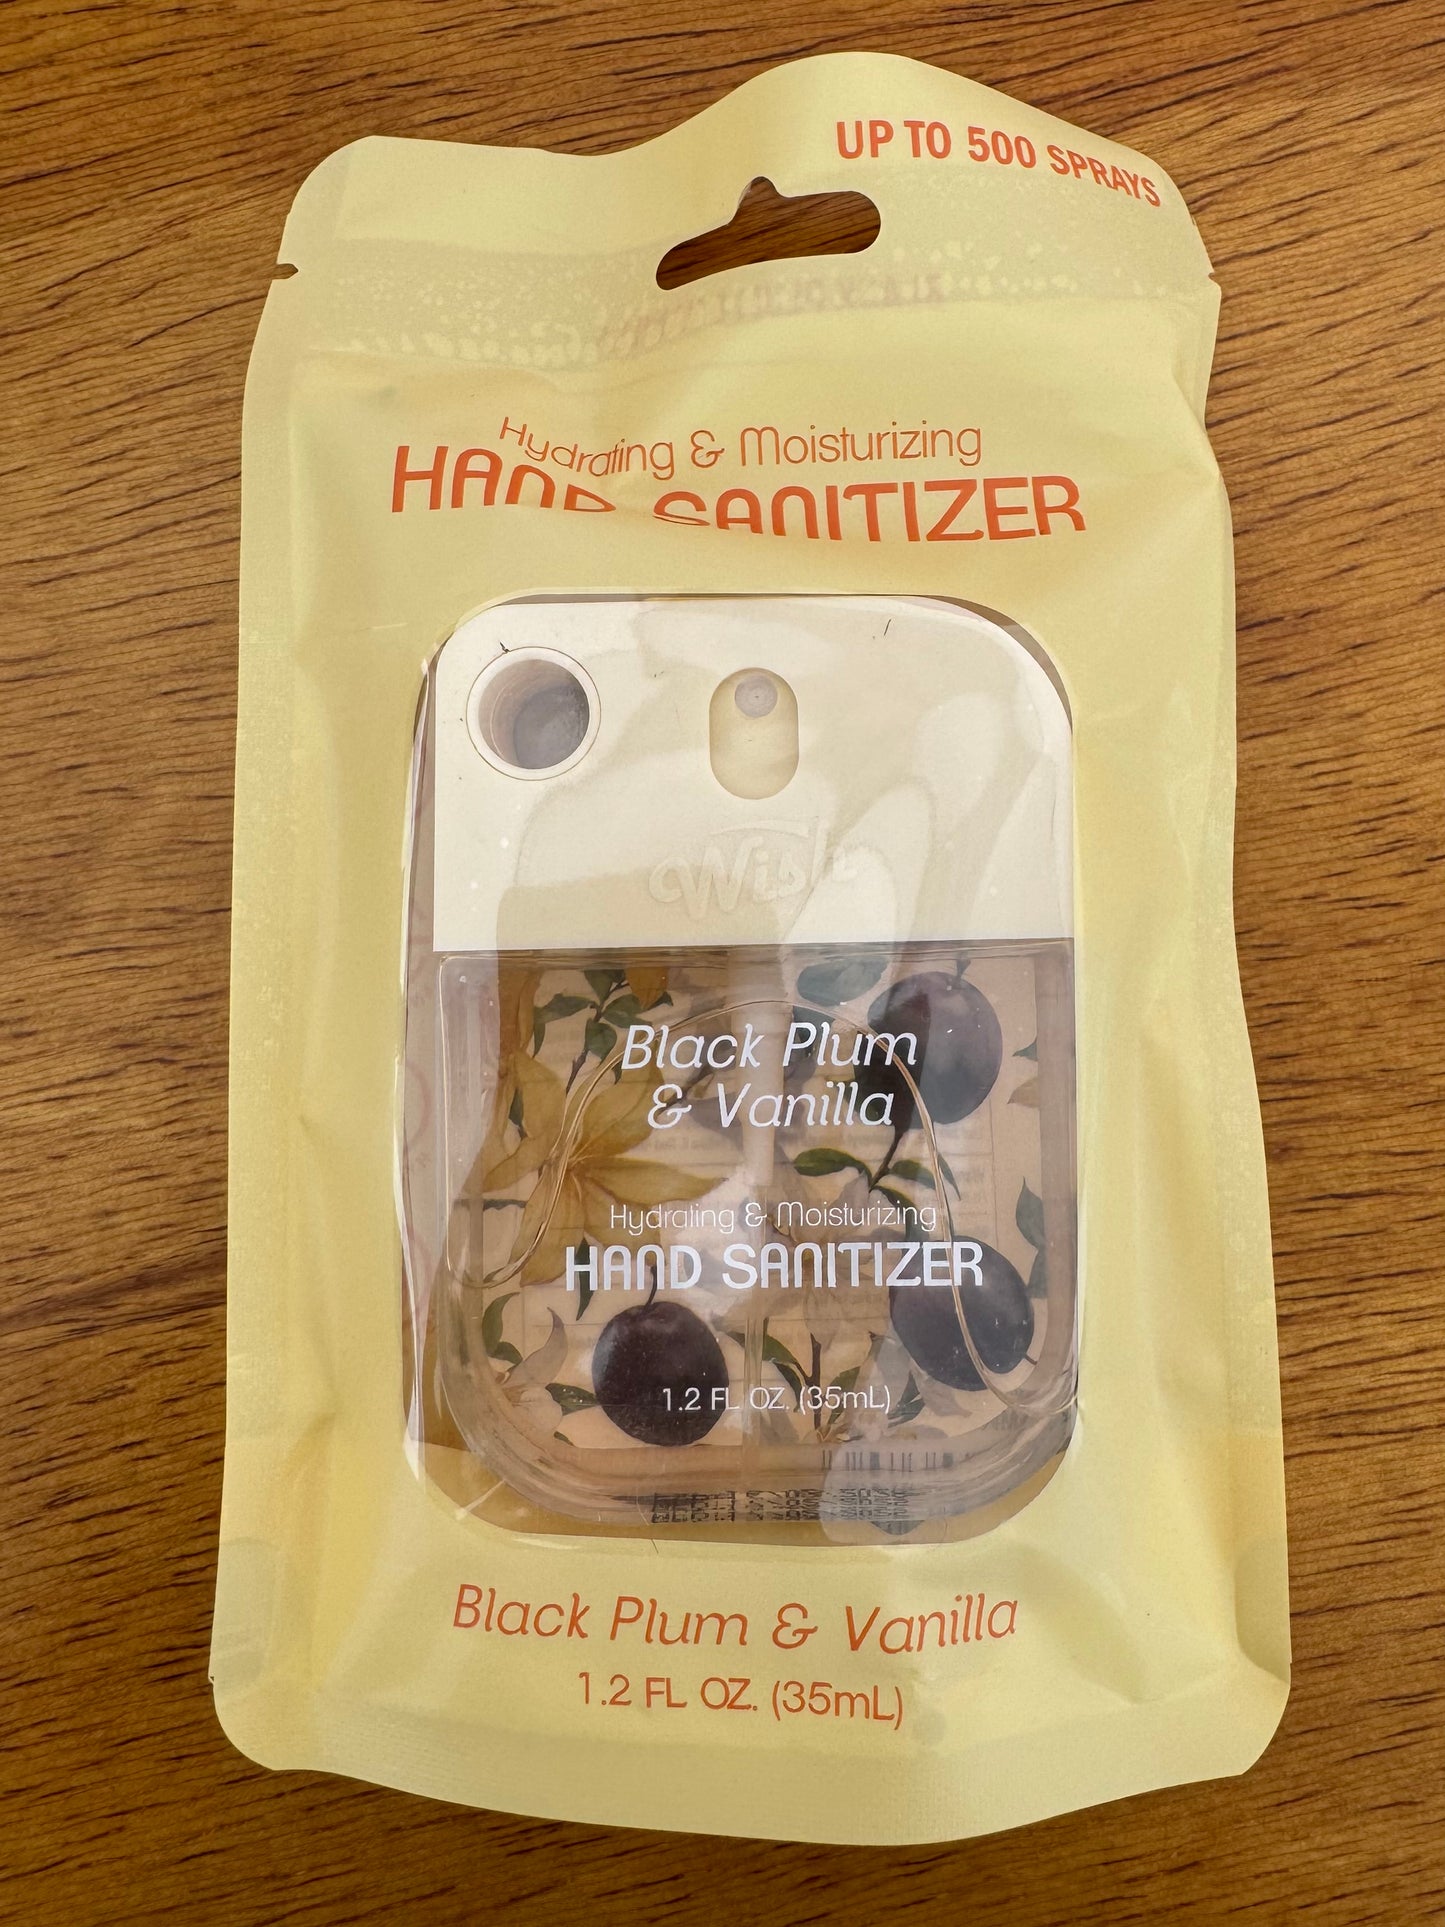 UP TO 500 SPRAYS
Hydrating & Moisturizing
HAND SANITIZER
Wish
Black Plum
& Vanilla
Hydrating & Moisturizing
HAND SANITIZER
1.2 FL OZ. (35mL)
Black Plum & Vanilla
1.2 FL OZ. (35mL)